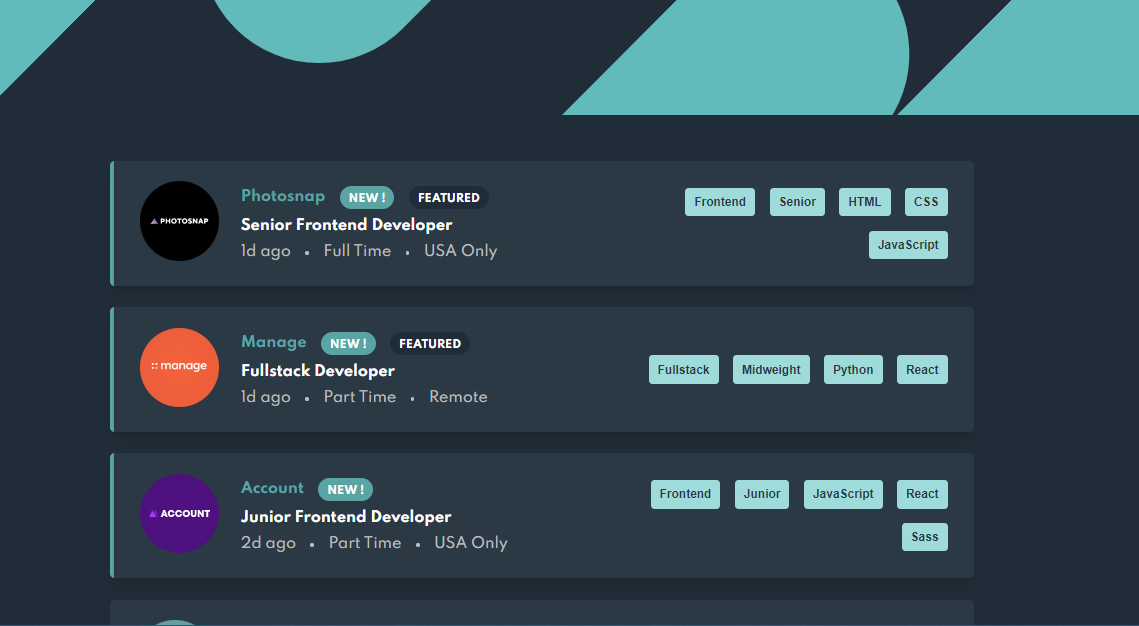 PHOTOSNAP
Photosnap NEW ! FEATURED
Senior Frontend Developer
1d ago • Full Time • USA Only
Frontend Senior HTML CSS
JavaScript
manage
Manage NEW ! FEATURED
Fullstack Developer
1d ago • Part Time • Remote
Fullstack Midweight Python React
ACCOUNT
Account NEW !
Junior Frontend Developer
2d ago • Part Time • USA Only
Frontend Junior JavaScript React
Sass